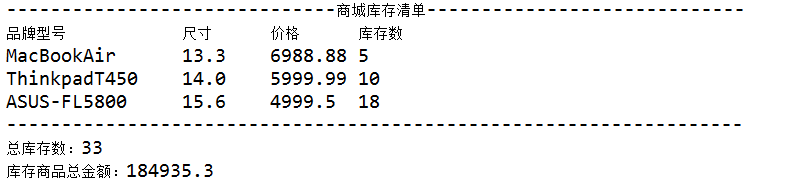 ------------------------------商城库存清单-----------------------------
品牌型号 尺寸 价格 库存数
MacBookAir 13.3 6988.88 5
ThinkpadT450 14.0 5999.99 10
ASUS-FL5800 15.6 4999.5 18
-------------------------------------------------------------------
总库存数：33
库存商品总金额：184935.3